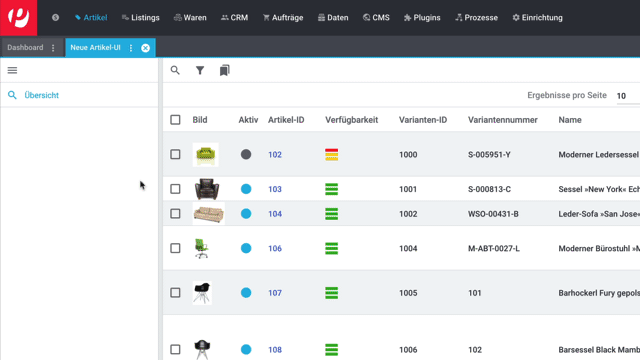 Artikel Listings Waren CRM Aufträge Daten CMS Plugins Prozesse Einrichtung
Dashboard Neue Artikel-UI
Übersicht
Ergebnisse pro Seite 10
Bild Aktiv Artikel-ID Verfügbarkeit Varianten-ID Variantennummer Name
102 1000 S-005951-Y Moderner Ledersessel
103 1001 S-000813-C Sessel »New York« Ech
104 1002 WSO-00431-B Leder-Sofa »San Jose«
106 1004 M-ABT-0027-L Moderner Bürostuhl »M
107 1005 101 Barhockerl Fury gepols
108 1006 102 Barsessel Black Mamb